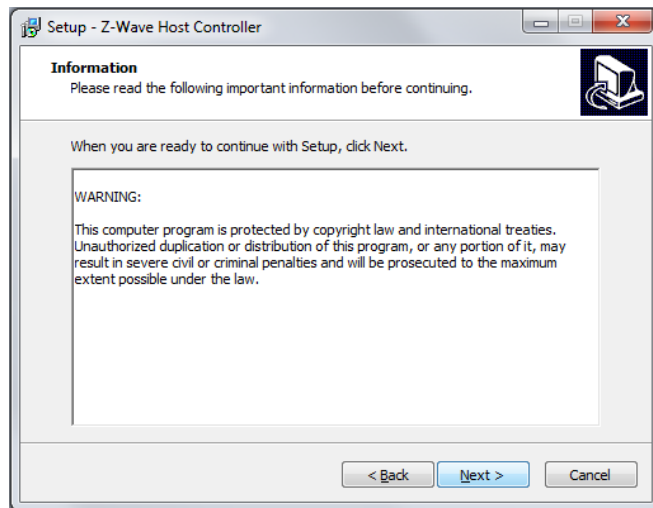 Setup - Z-Wave Host Controller
Information
Please read the following important information before continuing.
When you are ready to continue with Setup, click Next.
WARNING:
This computer program is protected by copyright law and international treaties.
Unauthorized duplication or distribution of this program, or any portion of it, may
result in severe civil or criminal penalties and will be prosecuted to the maximum
extent possible under the law.
< Back Next > Cancel